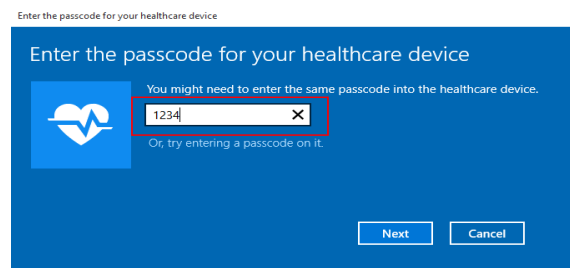 Enter the passcode for your healthcare device
Enter the passcode for your healthcare device
You might need to enter the same passcode into the healthcare device.
1234
Or, try entering a passcode on it.
Next Cancel